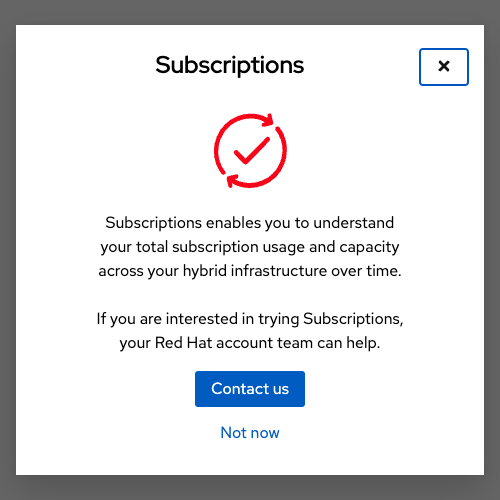 Subscriptions
Subscriptions enables you to understand
your total subscription usage and capacity
across your hybrid infrastructure over time.
If you are interested in trying Subscriptions,
your Red Hat account team can help.
Contact us
Not now